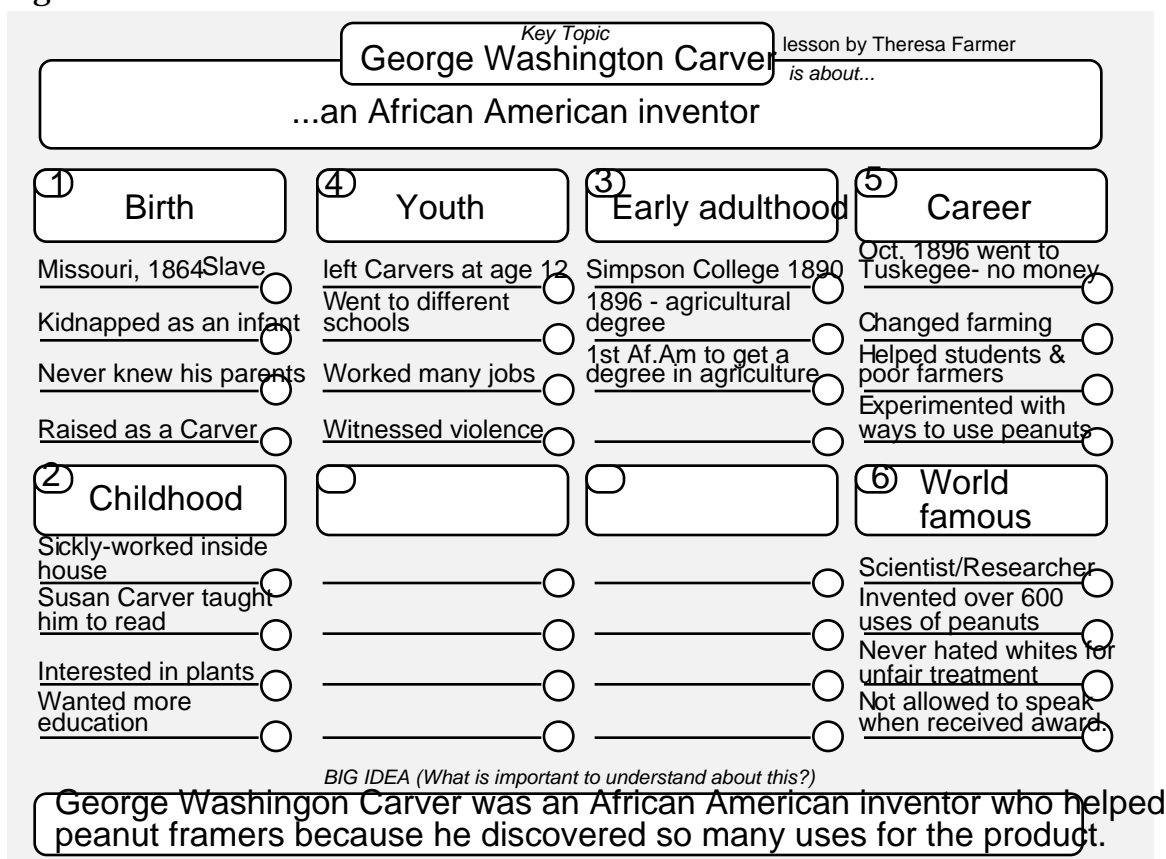 Key Topic
George Washington Carver
lesson by Theresa Farmer
is about...
...an African American inventor
1
Birth
Missouri, 1864 Slave
Kidnapped as an infant
Never knew his parents
Raised as a Carver
4
Youth
left Carvers at age 12
Went to different
schools
Worked many jobs
Witnessed violence
3
Early adulthood
Simpson College 1890
1896 - agricultural
degree
1st Af.Am to get a
degree in agriculture
5
Career
Oct. 1896 went to
Tuskegee- no money
Changed farming
Helped students &
poor farmers
Experimented with
ways to use peanuts
2
Childhood
Sickly-worked inside
house
Susan Carver taught
him to read
Interested in plants
Wanted more
education
6
World
famous
Scientist/Researcher
Invented over 600
uses of peanuts
Never hated whites for
unfair treatment
Not allowed to speak
when received award.
BIG IDEA (What is important to understand about this?)
George Washingon Carver was an African American inventor who helped
peanut framers because he discovered so many uses for the product.